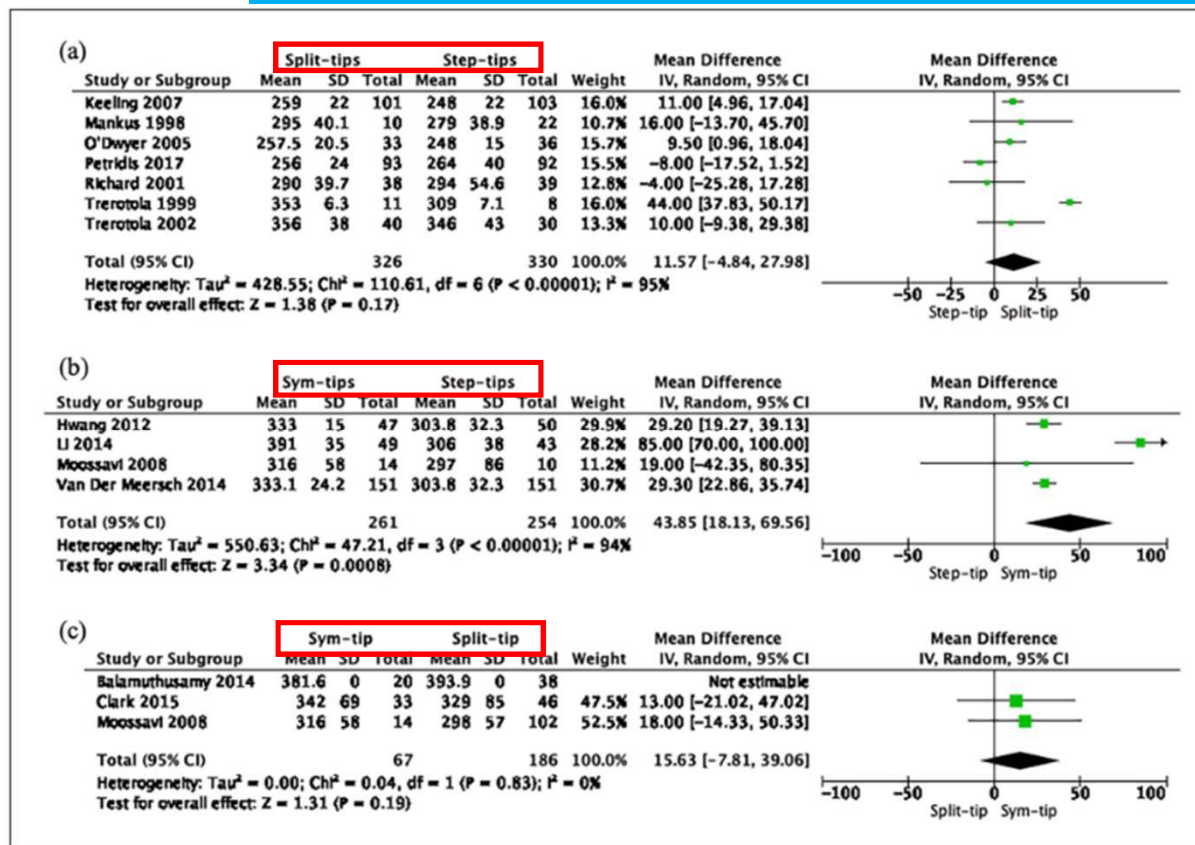 (a)
Split-tips Step-tips Mean Difference Mean Difference
Study or Subgroup Mean SD Total Mean SD Total Weight IV, Random, 95% CI IV, Random, 95% CI
Keeling 2007 259 22 101 248 22 103 16.0% 11.00 [4.96, 17.04]
Mankus 1998 295 40.1 10 279 38.9 22 10.7% 16.00 [-13.70, 45.70]
O'Dwyer 2005 257.5 20.5 33 248 15 36 15.7% 9.50 [0.96, 18.04]
Petridis 2017 256 24 93 264 40 92 15.5% -8.00 [-17.52, 1.52]
Richard 2001 290 39.7 38 294 54.6 39 12.8% -4.00 [-25.28, 17.28]
Trerotola 1999 353 6.3 11 309 7.1 8 16.0% 44.00 [37.83, 50.17]
Trerotola 2002 356 38 40 346 43 30 13.3% 10.00 [-9.38, 29.38]
Total (95% CI) 326 330 100.0% 11.57 [-4.84, 27.98]
Heterogeneity: Tau² = 428.55; Chi² = 110.61, df = 6 (P < 0.00001); I² = 95%
Test for overall effect: Z = 1.38 (P = 0.17)
-50 -25 0 25 50
Step-tip Split-tip
(b)
Sym-tips Step-tips Mean Difference Mean Difference
Study or Subgroup Mean SD Total Mean SD Total Weight IV, Random, 95% CI IV, Random, 95% CI
Hwang 2012 333 15 47 303.8 32.3 50 29.9% 29.20 [19.27, 39.13]
LI 2014 391 35 49 306 38 43 28.2% 85.00 [70.00, 100.00]
Moossavi 2008 316 58 14 297 86 10 11.2% 19.00 [-42.35, 80.35]
Van Der Meersch 2014 333.1 24.2 151 303.8 32.3 151 30.7% 29.30 [22.86, 35.74]
Total (95% CI) 261 254 100.0% 43.85 [18.13, 69.56]
Heterogeneity: Tau² = 550.63; Chi² = 47.21, df = 3 (P < 0.00001); I² = 94%
Test for overall effect: Z = 3.34 (P = 0.0008)
-100 -50 0 50 100
Step-tip Sym-tip
(c)
Sym-tip Split-tip Mean Difference Mean Difference
Study or Subgroup Mean SD Total Mean SD Total Weight IV, Random, 95% CI IV, Random, 95% CI
Balamuthusamy 2014 381.6 0 20 393.9 0 38 Not estimable
Clark 2015 342 69 33 329 85 46 47.5% 13.00 [-21.02, 47.02]
Moossavi 2008 316 58 14 298 57 102 52.5% 18.00 [-14.33, 50.33]
Total (95% CI) 67 186 100.0% 15.63 [-7.81, 39.06]
Heterogeneity: Tau² = 0.00; Chi² = 0.04, df = 1 (P = 0.83); I² = 0%
Test for overall effect: Z = 1.31 (P = 0.19)
-100 -50 0 50 100
Split-tip Sym-tip